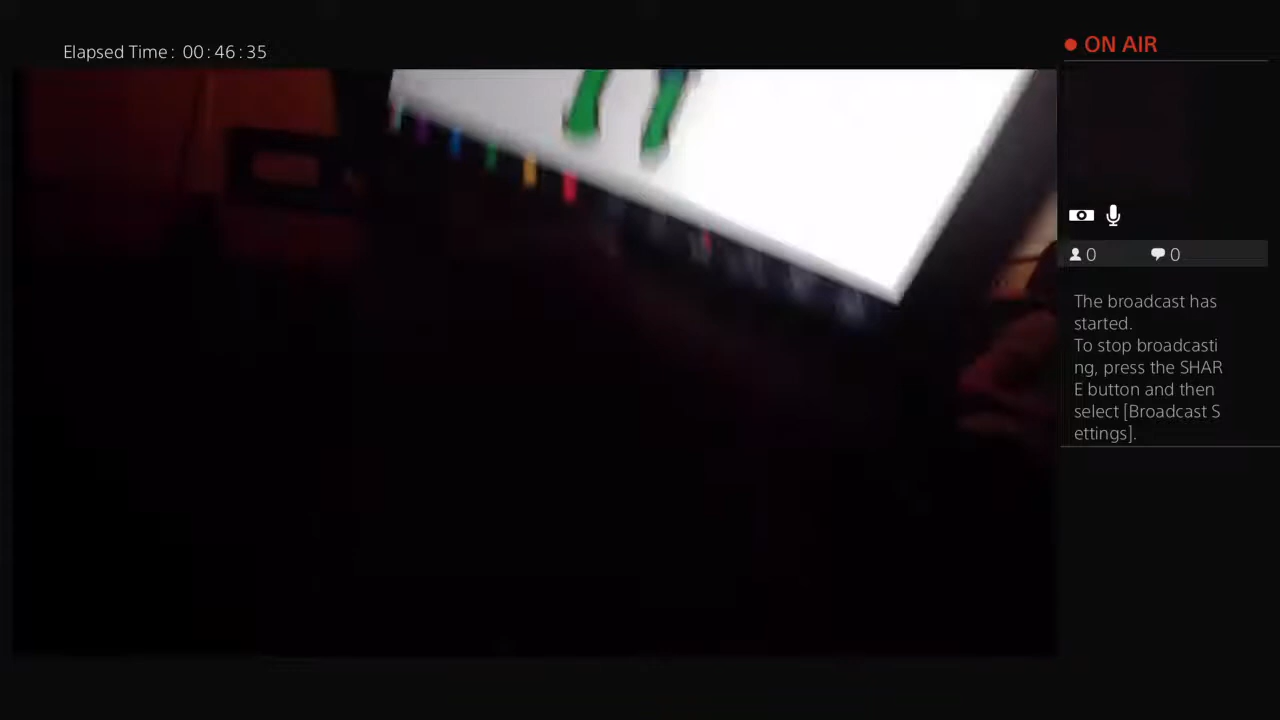 Elapsed Time: 00:46:35
ON AIR
0 0
The broadcast has
started.
To stop broadcasti
ng, press the SHAR
E button and then
select [Broadcast S
ettings].